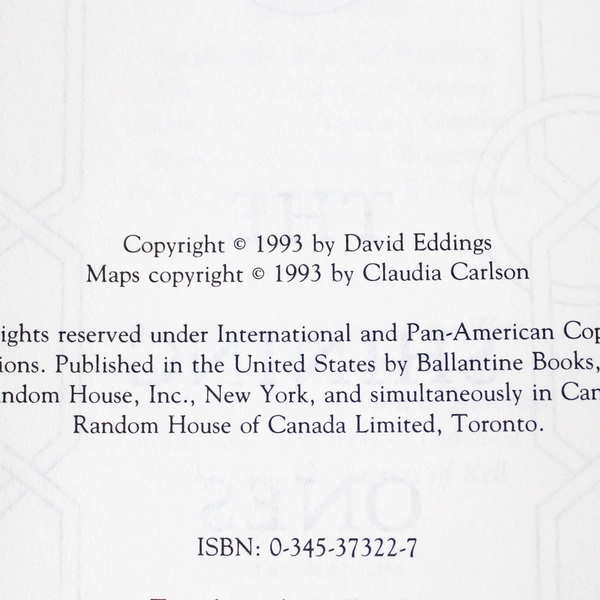 Copyright © 1993 by David Eddings
Maps copyright © 1993 by Claudia Carlson
ights reserved under International and Pan-American Cop
ions. Published in the United States by Ballantine Books,
ndom House, Inc., New York, and simultaneously in Can
Random House of Canada Limited, Toronto.
ISBN: 0-345-37322-7